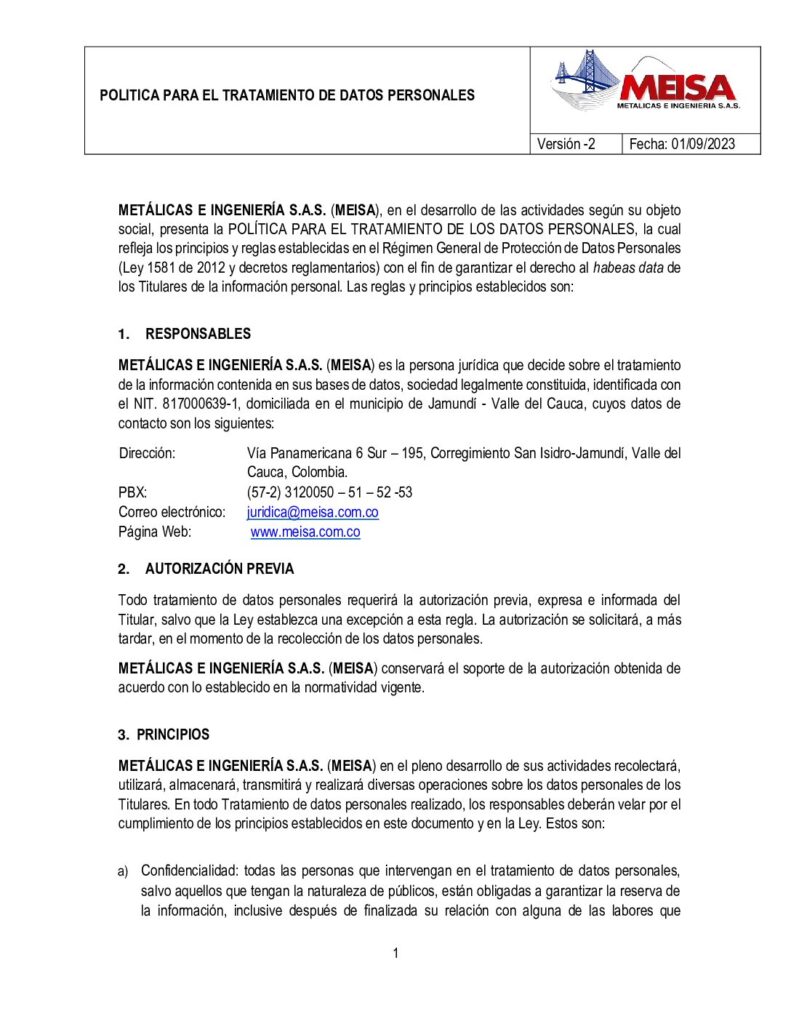 POLITICA PARA EL TRATAMIENTO DE DATOS PERSONALES
MEISA
METALICAS E INGENIERIA S.A.S.
Versión -2
Fecha: 01/09/2023
METÁLICAS E INGENIERÍA S.A.S. (MEISA), en el desarrollo de las actividades según su objeto
social, presenta la POLÍTICA PARA EL TRATAMIENTO DE LOS DATOS PERSONALES, la cual
refleja los principios y reglas establecidas en el Régimen General de Protección de Datos Personales
(Ley 1581 de 2012 y decretos reglamentarios) con el fin de garantizar el derecho al habeas data de
los Titulares de la información personal. Las reglas y principios establecidos son:
1. RESPONSABLES
METÁLICAS E INGENIERÍA S.A.S. (MEISA) es la persona jurídica que decide sobre el tratamiento
de la información contenida en sus bases de datos, sociedad legalmente constituida, identificada con
el NIT. 817000639-1, domiciliada en el municipio de Jamundí - Valle del Cauca, cuyos datos de
contacto son los siguientes:
Dirección: Vía Panamericana 6 Sur – 195, Corregimiento San Isidro-Jamundí, Valle del
Cauca, Colombia.
PBX: (57-2) 3120050 – 51 – 52 -53
Correo electrónico: juridica@meisa.com.co
Página Web: www.meisa.com.co
2. AUTORIZACIÓN PREVIA
Todo tratamiento de datos personales requerirá la autorización previa, expresa e informada del
Titular, salvo que la Ley establezca una excepción a esta regla. La autorización se solicitará, a más
tardar, en el momento de la recolección de los datos personales.
METÁLICAS E INGENIERÍA S.A.S. (MEISA) conservará el soporte de la autorización obtenida de
acuerdo con lo establecido en la normatividad vigente.
3. PRINCIPIOS
METÁLICAS E INGENIERÍA S.A.S. (MEISA) en el pleno desarrollo de sus actividades recolectará,
utilizará, almacenará, transmitirá y realizará diversas operaciones sobre los datos personales de los
Titulares. En todo Tratamiento de datos personales realizado, los responsables deberán velar por el
cumplimiento de los principios establecidos en este documento y en la Ley. Estos son:
a) Confidencialidad: todas las personas que intervengan en el tratamiento de datos personales,
salvo aquellos que tengan la naturaleza de públicos, están obligadas a garantizar la reserva de
la información, inclusive después de finalizada su relación con alguna de las labores que
1